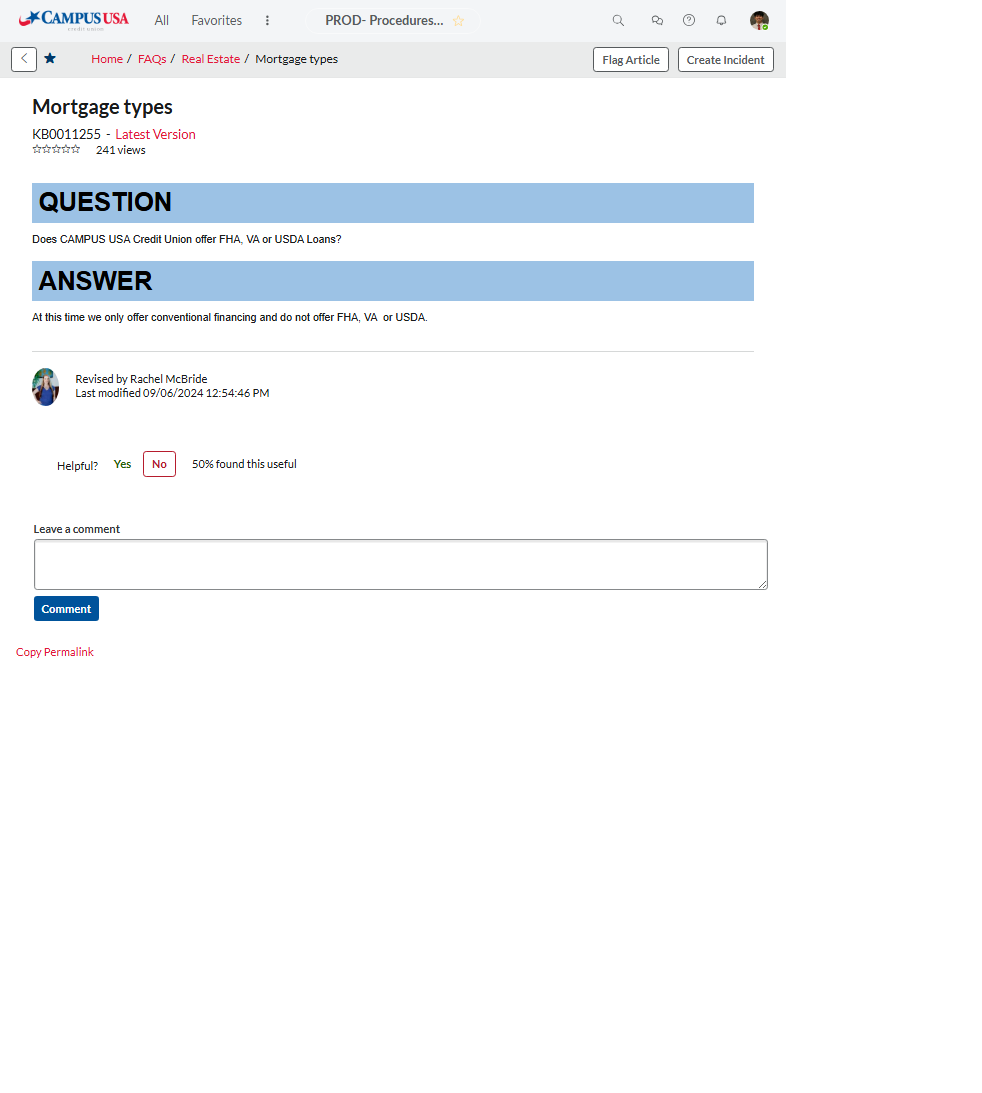 CAMPUS USA
credit union
All Favorites PROD- Procedures...
Home / FAQs / Real Estate / Mortgage types Flag Article Create Incident
Mortgage types
KB0011255 - Latest Version
241 views
QUESTION
Does CAMPUS USA Credit Union offer FHA, VA or USDA Loans?
ANSWER
At this time we only offer conventional financing and do not offer FHA, VA or USDA.
Revised by Rachel McBride
Last modified 09/06/2024 12:54:46 PM
Helpful? Yes No 50% found this useful
Leave a comment
Comment
Copy Permalink